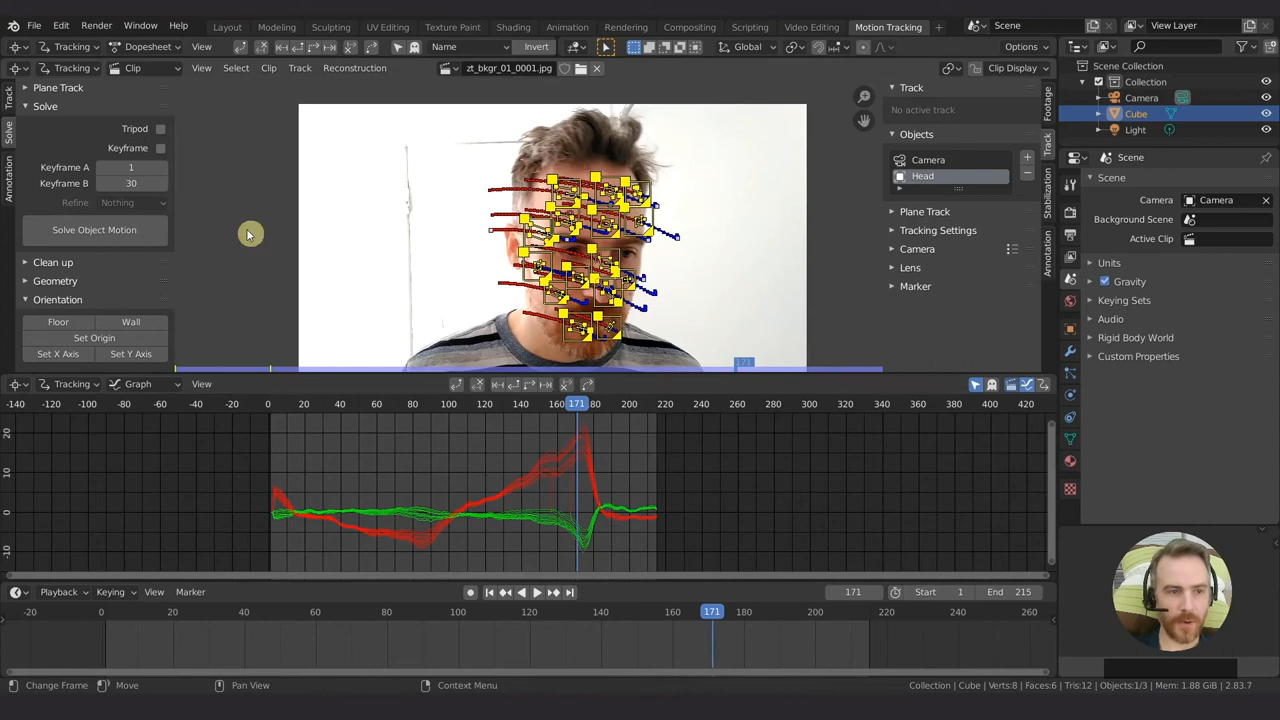 File Edit Render Window Help Layout Modeling Sculpting UV Editing Texture Paint Shading Animation Rendering Compositing Video Editing Motion Tracking + Scene View Layer
Tracking Dopesheet View Name Invert Global Options
Tracking Clip View Select Clip Track Reconstruction zt_bkgr_01_0001.jpg Clip Display
Scene Collection
Collection
Camera
Cube
Light
Track
Solve
Annotation
Plane Track
Solve
Tripod
Keyframe
Keyframe A 1
Keyframe B 30
Refine Nothing
Solve Object Motion
Clean up
Geometry
Orientation
Floor Wall
Set Origin
Set X Axis Set Y Axis
171
Track
No active track
Objects
Camera
Head
Plane Track
Tracking Settings
Camera
Lens
Marker
Footage
Track
Stabilization
Annotation
Scene
Scene
Camera Camera
Background Scene
Active Clip
Units
Gravity
Keying Sets
Audio
Rigid Body World
Custom Properties
Tracking Graph View
-140 -120 -100 -80 -60 -40 -20 0 20 40 60 80 100 120 140 160 171 80 200 220 240 260 280 300 320 340 360 380 400 420
20
10
0
-10
Playback Keying View Marker 171 Start 1 End 215
-20 0 20 40 60 80 100 120 140 160 171 180 200 220 240 260
Change Frame Move Pan View Context Menu Collection | Cube | Verts:8 | Faces:6 | Tris:12 | Objects:1/3 | Mem: 1.88 GiB | 2.83.7